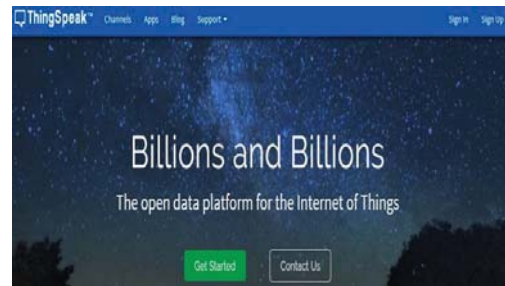 ThingSpeak™ Channels Apps Blog Support Sign In Sign Up
Billions and Billions
The open data platform for the Internet of Things
Get Started Contact Us